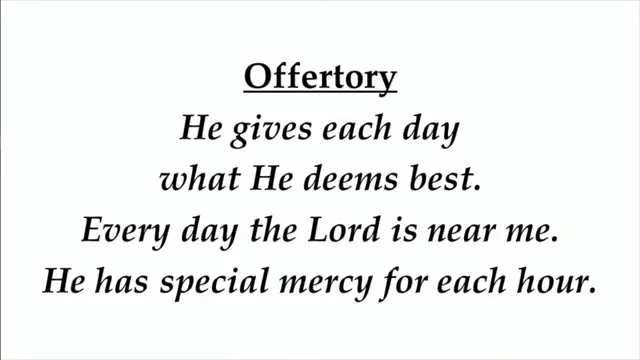 Offertory
He gives each day
what He deems best.
Every day the Lord is near me.
He has special mercy for each hour.